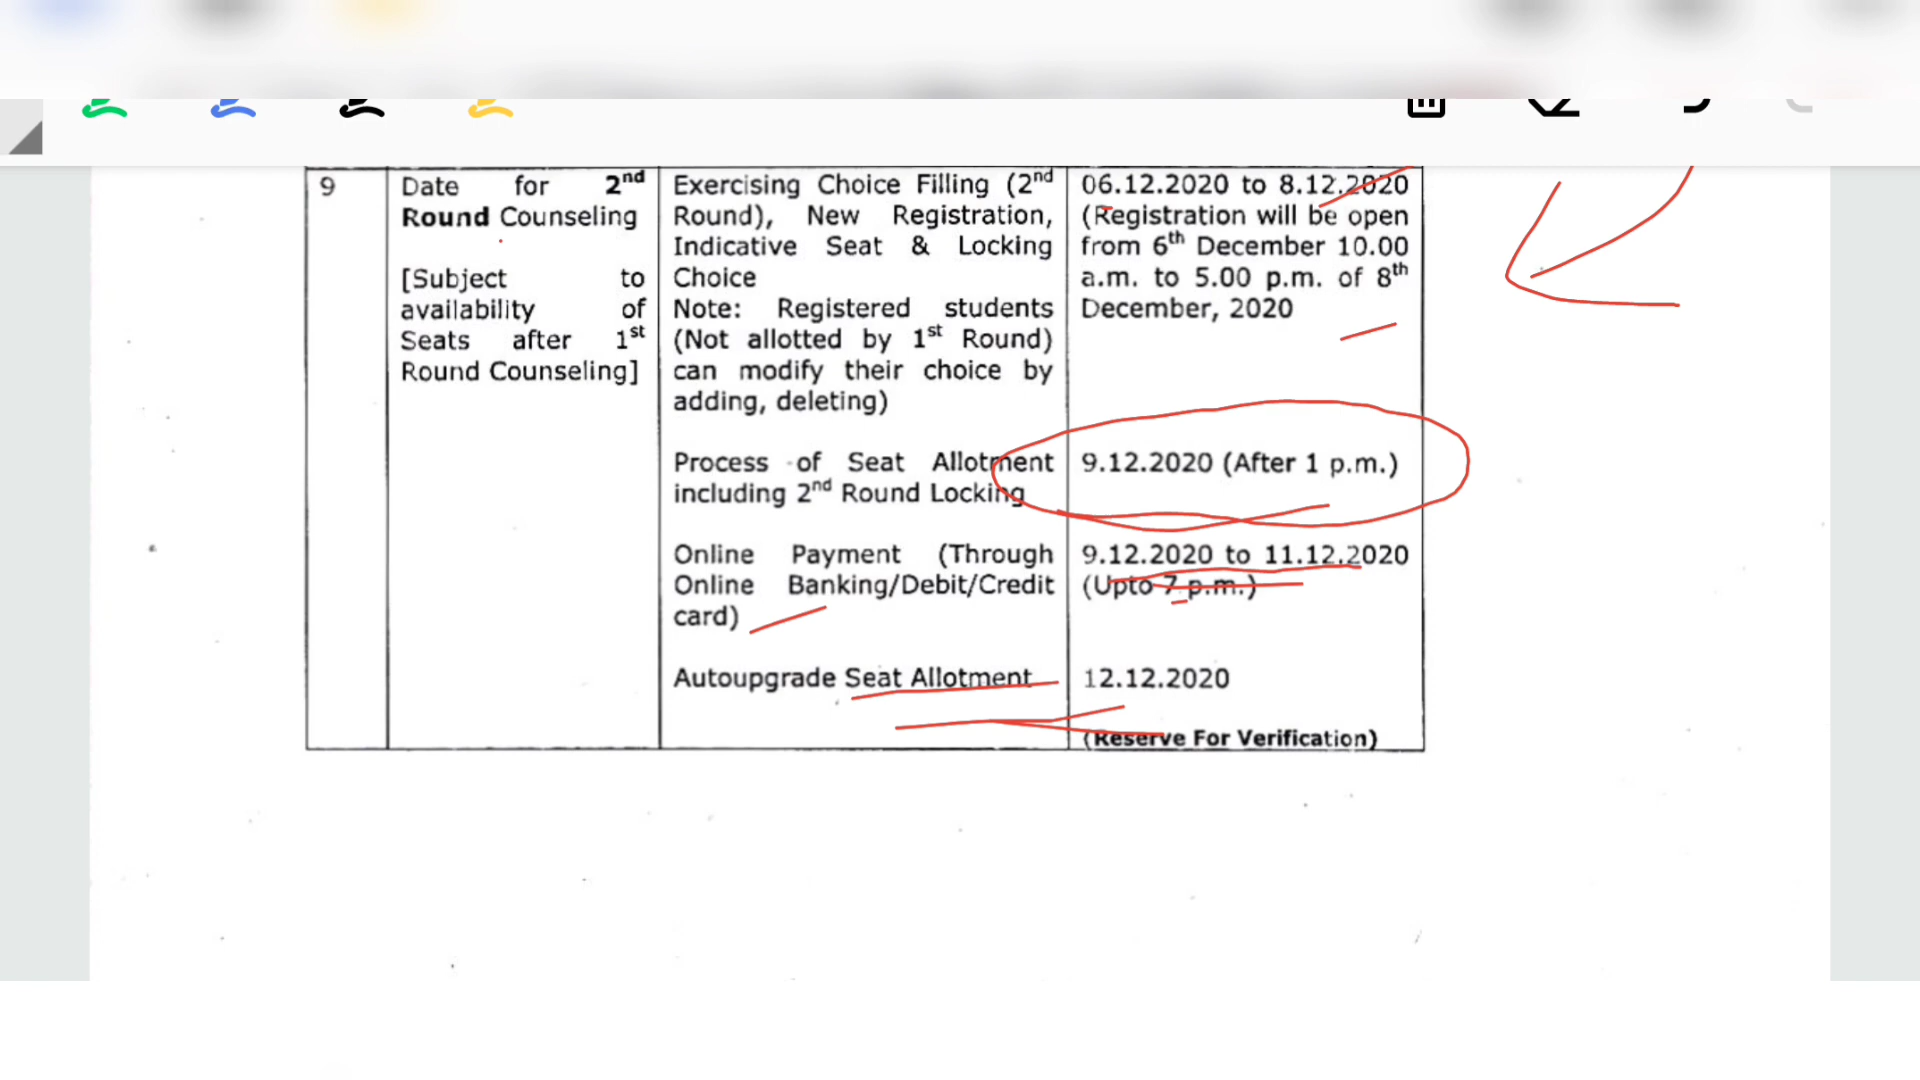 9
Date for 2nd
Round Counseling
[Subject to
availability of
Seats after 1st
Round Counseling]
Exercising Choice Filling (2nd
Round), New Registration,
Indicative Seat & Locking
Choice
Note: Registered students
(Not allotted by 1st Round)
can modify their choice by
adding, deleting)
06.12.2020 to 8.12.2020
(Registration will be open
from 6th December 10.00
a.m. to 5.00 p.m. of 8th
December, 2020
Process of Seat Allotment
including 2nd Round Locking
9.12.2020 (After 1 p.m.)
Online Payment (Through
Online Banking/Debit/Credit
card)
9.12.2020 to 11.12.2020
(Upto 7 p.m.)
Autoupgrade Seat Allotment
12.12.2020
(Reserve For Verification)